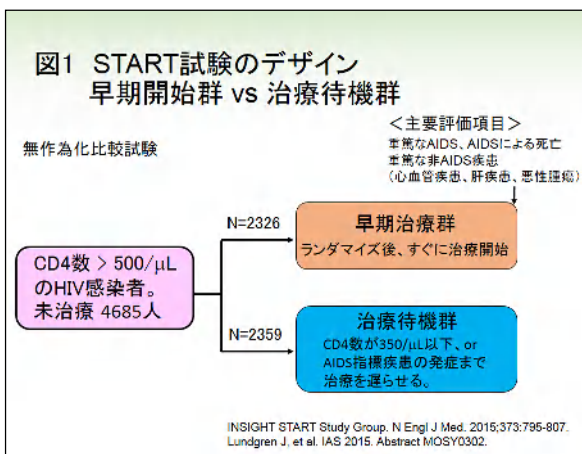 図1 START試験のデザイン
早期開始群 vs 治療待機群
無作為化比較試験
＜主要評価項目＞
重篤なAIDS、AIDSによる死亡
重篤な非AIDS疾患
(心血管疾患、肝疾患、悪性腫瘍)
N=2326
早期治療群
ランダマイズ後、すぐに治療開始
CD4数 > 500/μL
のHIV感染者。
未治療 4685人
N=2359
治療待機群
CD4数が350/μL以下、or
AIDS指標疾患の発症まで
治療を遅らせる。
INSIGHT START Study Group. N Engl J Med. 2015;373:795-807.
Lundgren J, et al. IAS 2015. Abstract MOSY0302.